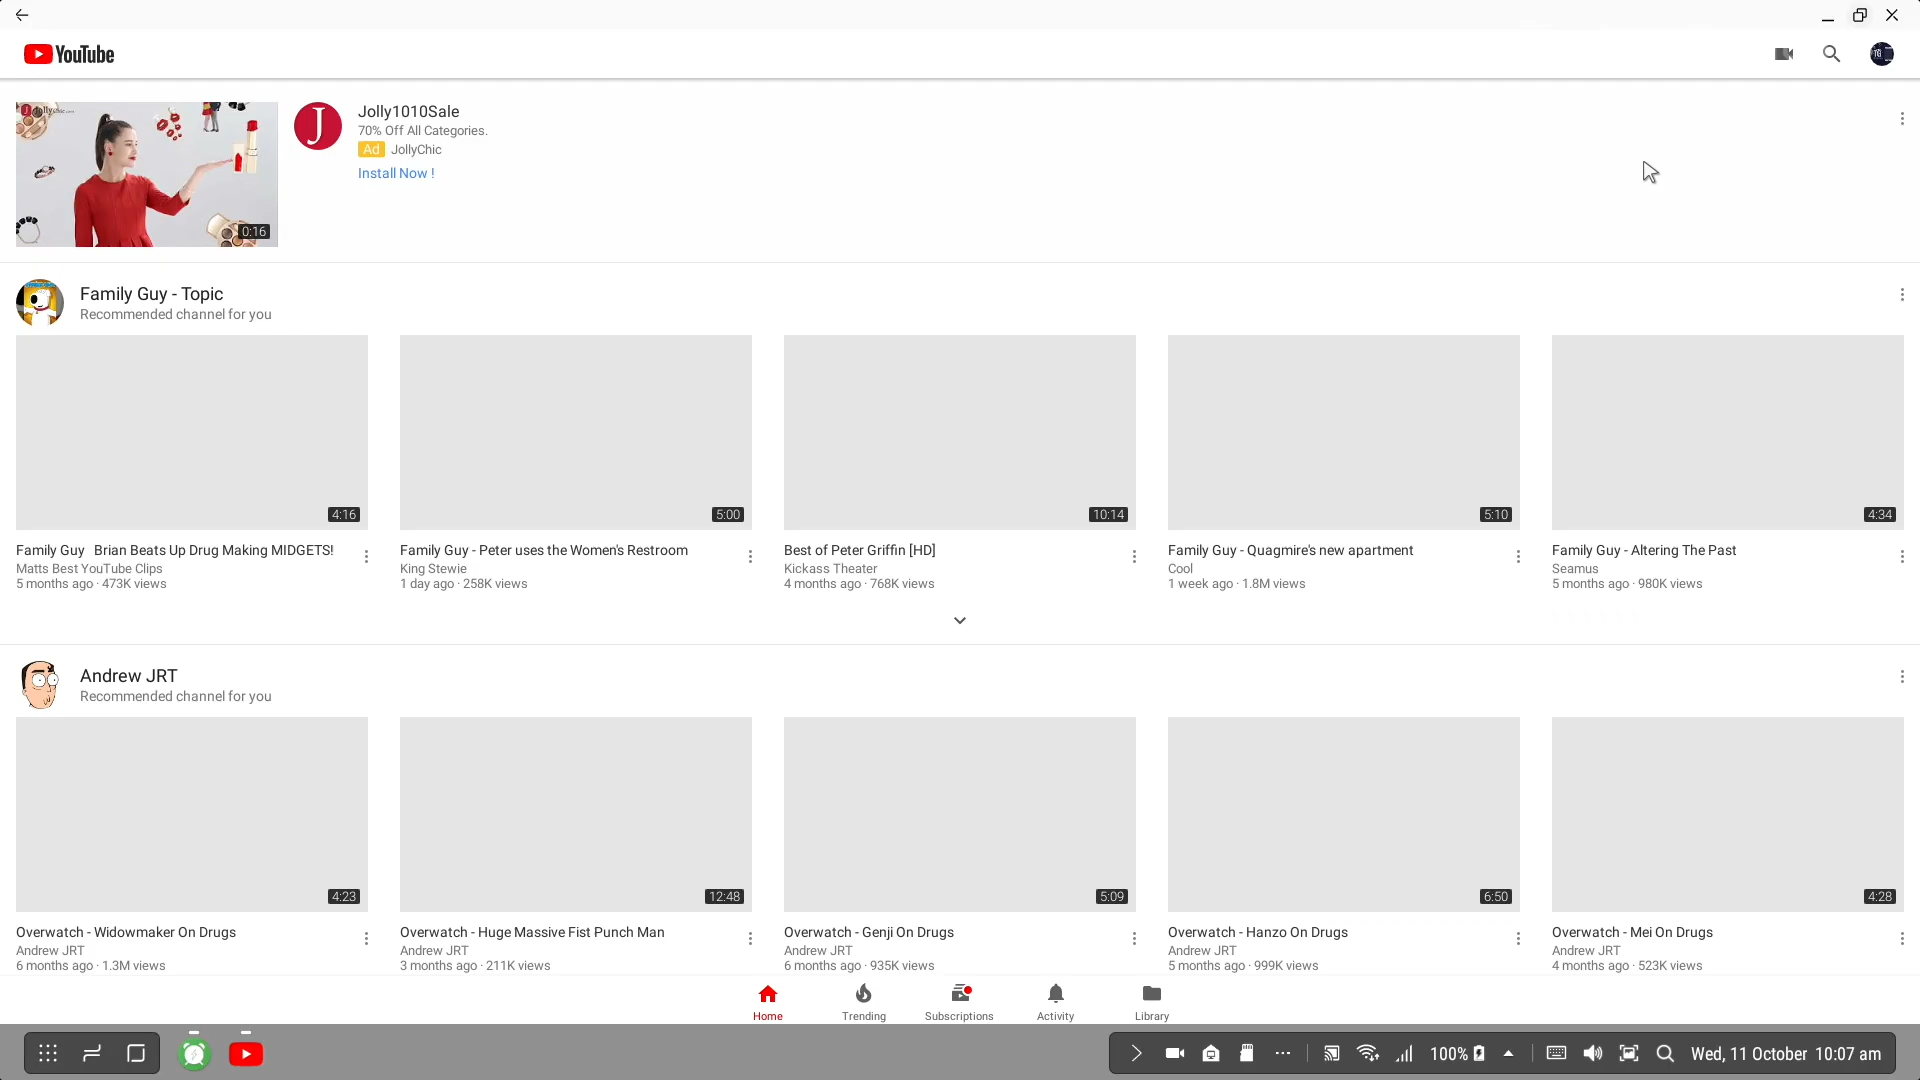 YouTube
Jolly1010Sale
70% Off All Categories.
Ad JollyChic
Install Now !
0:16
Family Guy - Topic
Recommended channel for you
4:16
5:00
10:14
5:10
4:34
Family Guy Brian Beats Up Drug Making MIDGETS!
Matts Best YouTube Clips
5 months ago · 473K views
Family Guy - Peter uses the Women's Restroom
King Stewie
1 day ago · 258K views
Best of Peter Griffin [HD]
Kickass Theater
4 months ago · 768K views
Family Guy - Quagmire's new apartment
Cool
1 week ago · 1.8M views
Family Guy - Altering The Past
Seamus
5 months ago · 980K views
Andrew JRT
Recommended channel for you
4:23
12:48
5:09
6:50
4:28
Overwatch - Widowmaker On Drugs
Andrew JRT
6 months ago · 1.3M views
Overwatch - Huge Massive Fist Punch Man
Andrew JRT
3 months ago · 211K views
Overwatch - Genji On Drugs
Andrew JRT
6 months ago · 935K views
Overwatch - Hanzo On Drugs
Andrew JRT
5 months ago · 999K views
Overwatch - Mei On Drugs
Andrew JRT
4 months ago · 523K views
Home
Trending
Subscriptions
Activity
Library
100%
Wed, 11 October 10:07 am